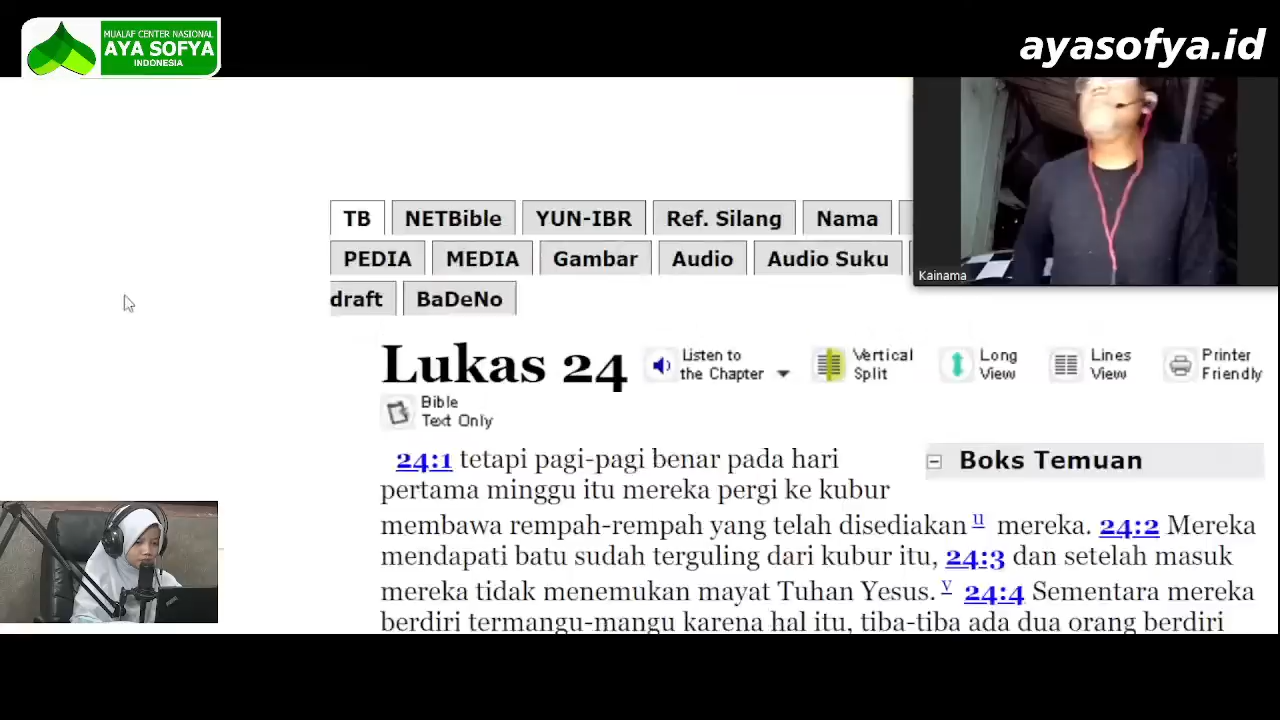 MUALAF CENTER NASIONAL
AYA SOFYA
INDONESIA
ayasofya.id
TB
NETBible
YUN-IBR
Ref. Silang
Nama
PEDIA
MEDIA
Gambar
Audio
Audio Suku
draft
BaDeNo
Kainama
Lukas 24
Listen to
the Chapter
Vertical
Split
Long
View
Lines
View
Printer
Friendly
Bible
Text Only
24:1 tetapi pagi-pagi benar pada hari
pertama minggu itu mereka pergi ke kubur
membawa rempah-rempah yang telah disediakan u mereka. 24:2 Mereka
mendapati batu sudah terguling dari kubur itu, 24:3 dan setelah masuk
mereka tidak menemukan mayat Tuhan Yesus. v 24:4 Sementara mereka
berdiri termangu-mangu karena hal itu, tiba-tiba ada dua orang berdiri
Boks Temuan